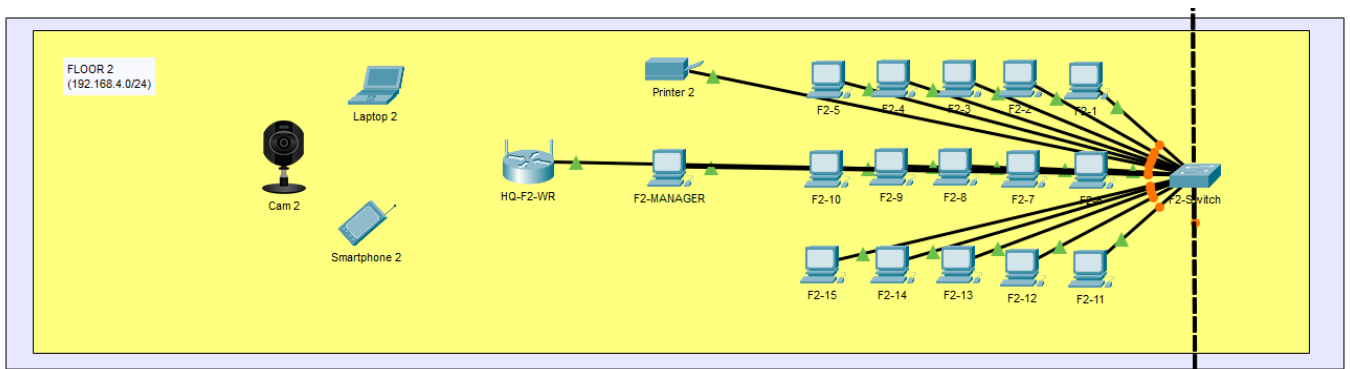 FLOOR 2
(192.168.4.0/24)
Laptop 2
Printer 2
F2-5
F2-4
F2-3
F2-2
F2-1
Cam 2
HQ-F2-WR
F2-MANAGER
F2-10
F2-9
F2-8
F2-7
F2-Switch
Smartphone 2
F2-15
F2-14
F2-13
F2-12
F2-11